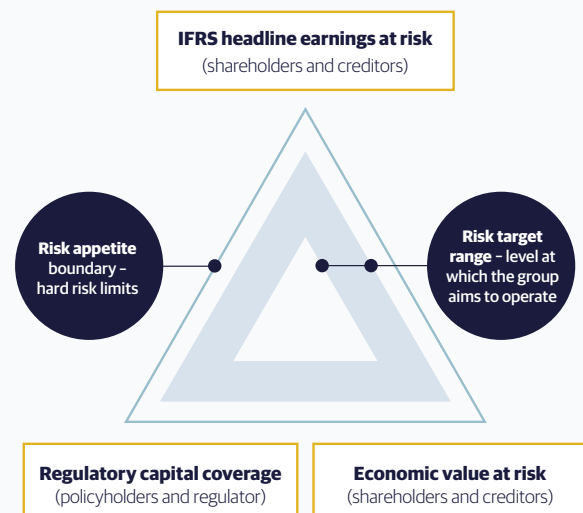 IFRS headline earnings at risk
(shareholders and creditors)
Risk appetite
boundary –
hard risk limits
Risk target
range – level at
which the group
aims to operate
Regulatory capital coverage
(policyholders and regulator)
Economic value at risk
(shareholders and creditors)